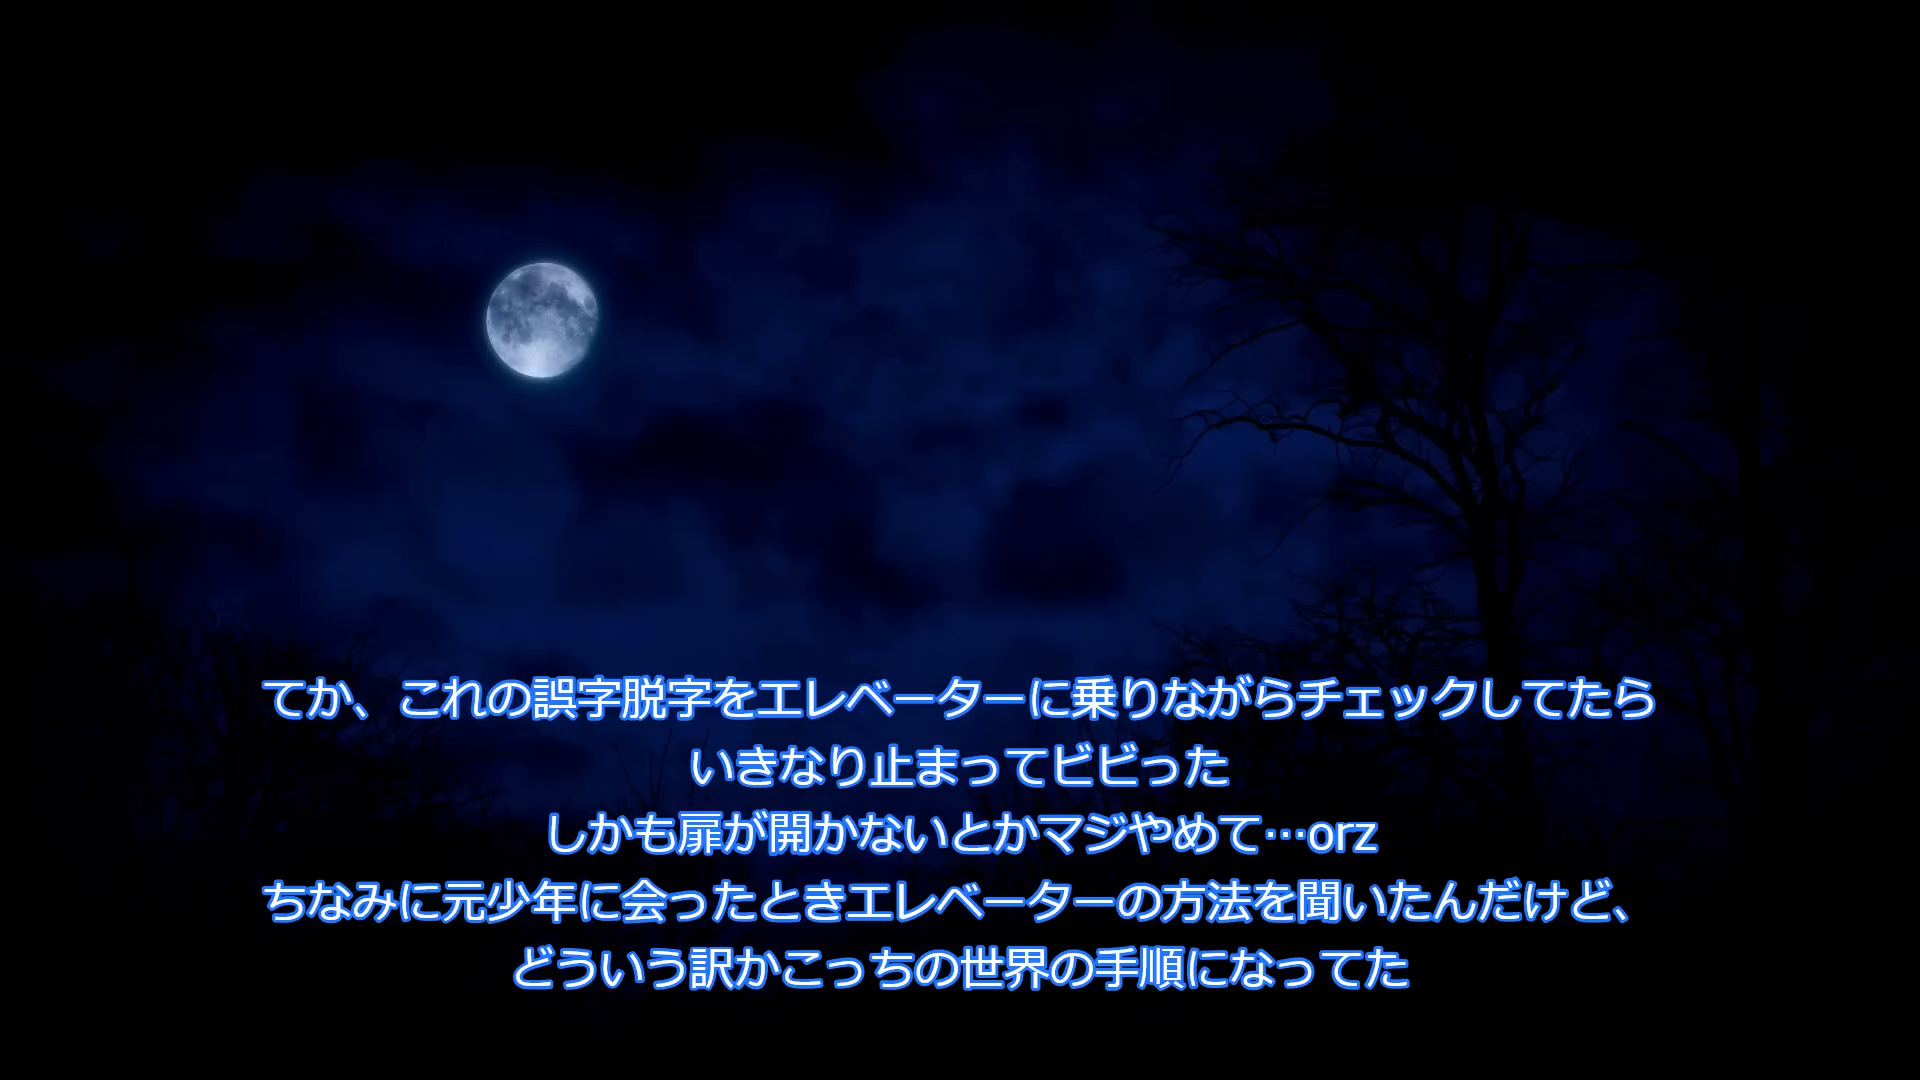 てか、これの誤字脱字をエレベーターに乗りながらチェックしてたら
いきなり止まってビビった
しかも扉が開かないとかマジやめて…orz
ちなみに元少年に会ったときエレベーターの方法を聞いたんだけど、
どういう訳かこっちの世界の手順になってた